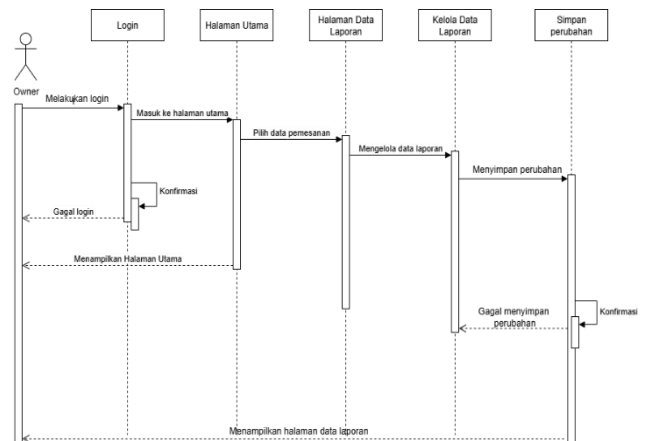 Login
Halaman Utama
Halaman Data
Laporan
Kelola Data
Laporan
Simpan
perubahan
Owner
Melakukan login
Masuk ke halaman utama
Pilih data pemesanan
Mengelola data laporan
Menyimpan perubahan
Konfirmasi
Gagal login
Menampilkan Halaman Utama
Gagal menyimpan
perubahan
Konfirmasi
Menampilkan halaman data laporan